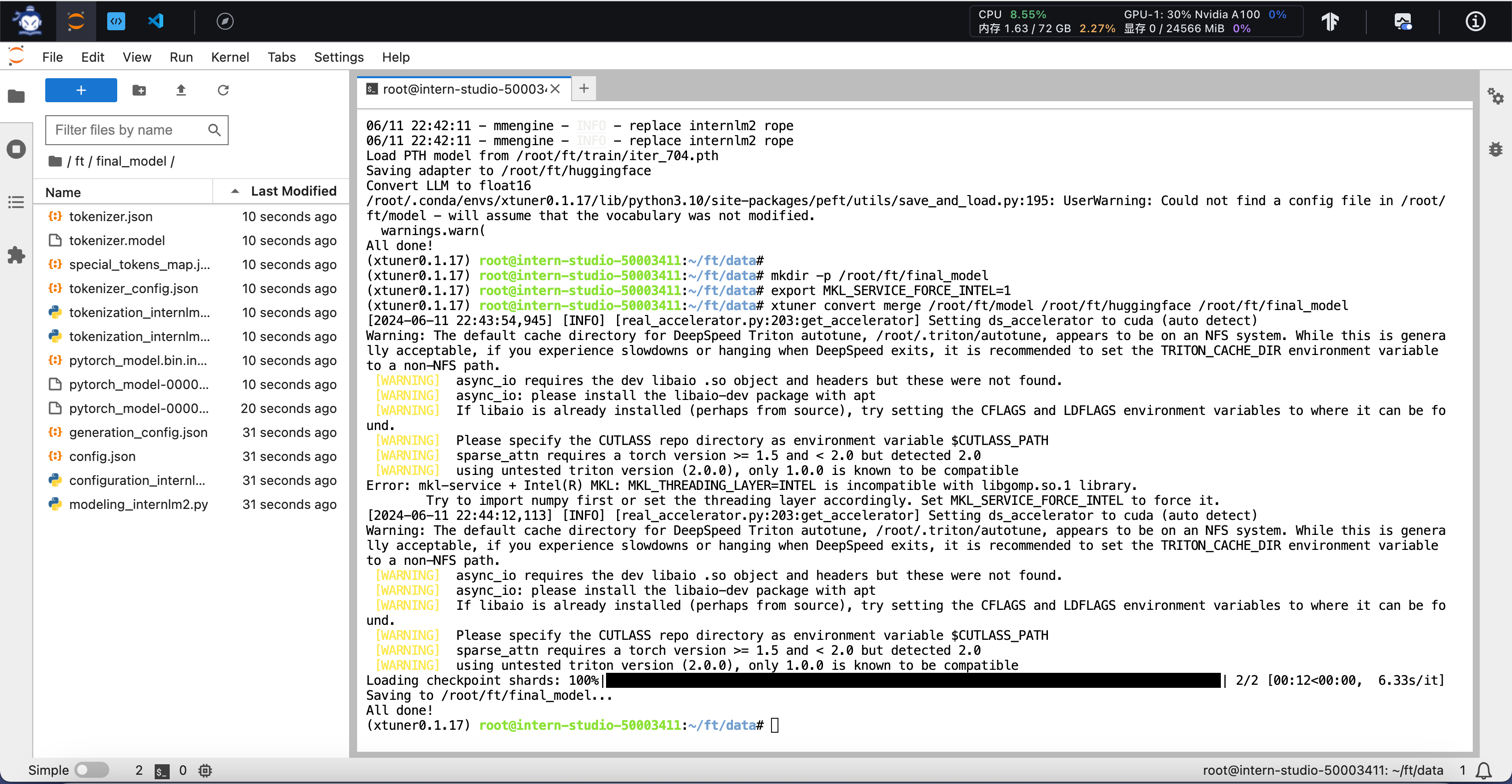 CPU 8.55% GPU-1: 30% Nvidia A100 0%
内存 1.63 / 72 GB 2.27% 显存 0 / 24566 MiB 0%
File Edit View Run Kernel Tabs Settings Help
+
root@intern-studio-50003
Filter files by name
/ ft / final_model /
Name Last Modified
tokenizer.json 10 seconds ago
tokenizer.model 10 seconds ago
special_tokens_map.j... 10 seconds ago
tokenizer_config.json 10 seconds ago
tokenization_internlm... 10 seconds ago
tokenization_internlm... 10 seconds ago
pytorch_model.bin.in... 10 seconds ago
pytorch_model-0000... 10 seconds ago
pytorch_model-0000... 20 seconds ago
generation_config.json 31 seconds ago
config.json 31 seconds ago
configuration_internl... 31 seconds ago
modeling_internlm2.py 31 seconds ago
06/11 22:42:11 - mmengine - INFO - replace internlm2 rope
06/11 22:42:11 - mmengine - INFO - replace internlm2 rope
Load PTH model from /root/ft/train/iter_704.pth
Saving adapter to /root/ft/huggingface
Convert LLM to float16
/root/.conda/envs/xtuner0.1.17/lib/python3.10/site-packages/peft/utils/save_and_load.py:195: UserWarning: Could not find a config file in /root/
ft/model - will assume that the vocabulary was not modified.
warnings.warn(
All done!
(xtuner0.1.17) root@intern-studio-50003411:~/ft/data#
(xtuner0.1.17) root@intern-studio-50003411:~/ft/data# mkdir -p /root/ft/final_model
(xtuner0.1.17) root@intern-studio-50003411:~/ft/data# export MKL_SERVICE_FORCE_INTEL=1
(xtuner0.1.17) root@intern-studio-50003411:~/ft/data# xtuner convert merge /root/ft/model /root/ft/huggingface /root/ft/final_model
[2024-06-11 22:43:54,945] [INFO] [real_accelerator.py:203:get_accelerator] Setting ds_accelerator to cuda (auto detect)
Warning: The default cache directory for DeepSpeed Triton autotune, /root/.triton/autotune, appears to be on an NFS system. While this is genera
lly acceptable, if you experience slowdowns or hanging when DeepSpeed exits, it is recommended to set the TRITON_CACHE_DIR environment variable
to a non-NFS path.
[WARNING] async_io requires the dev libaio .so object and headers but these were not found.
[WARNING] async_io: please install the libaio-dev package with apt
[WARNING] If libaio is already installed (perhaps from source), try setting the CFLAGS and LDFLAGS environment variables to where it can be fo
und.
[WARNING] Please specify the CUTLASS repo directory as environment variable $CUTLASS_PATH
[WARNING] sparse_attn requires a torch version >= 1.5 and < 2.0 but detected 2.0
[WARNING] using untested triton version (2.0.0), only 1.0.0 is known to be compatible
Error: mkl-service + Intel(R) MKL: MKL_THREADING_LAYER=INTEL is incompatible with libgomp.so.1 library.
Try to import numpy first or set the threading layer accordingly. Set MKL_SERVICE_FORCE_INTEL to force it.
[2024-06-11 22:44:12,113] [INFO] [real_accelerator.py:203:get_accelerator] Setting ds_accelerator to cuda (auto detect)
Warning: The default cache directory for DeepSpeed Triton autotune, /root/.triton/autotune, appears to be on an NFS system. While this is genera
lly acceptable, if you experience slowdowns or hanging when DeepSpeed exits, it is recommended to set the TRITON_CACHE_DIR environment variable
to a non-NFS path.
[WARNING] async_io requires the dev libaio .so object and headers but these were not found.
[WARNING] async_io: please install the libaio-dev package with apt
[WARNING] If libaio is already installed (perhaps from source), try setting the CFLAGS and LDFLAGS environment variables to where it can be fo
und.
[WARNING] Please specify the CUTLASS repo directory as environment variable $CUTLASS_PATH
[WARNING] sparse_attn requires a torch version >= 1.5 and < 2.0 but detected 2.0
[WARNING] using untested triton version (2.0.0), only 1.0.0 is known to be compatible
Loading checkpoint shards: 100%| | 2/2 [00:12<00:00, 6.33s/it]
Saving to /root/ft/final_model...
All done!
(xtuner0.1.17) root@intern-studio-50003411:~/ft/data#
Simple 2 0 root@intern-studio-50003411: ~/ft/data 1